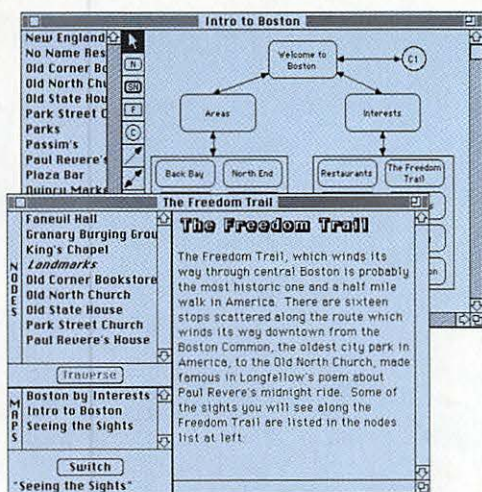 Intro to Boston
New England
No Name Res
Old Corner Bo
Old North Chu
Old State Hou
Park Street C
Parks
Passim's
Paul Revere's
Plaza Bar
Quincy Marke
N
SN
F
C
Welcome to
Boston
C1
Areas
Interests
Back Bay
North End
Restaurants
The Freedom
Trail
The Freedom Trail
Faneuil Hall
Granary Burying Grou
King's Chapel
Landmarks
Old Corner Bookstore
Old North Church
Old State House
Park Street Church
Paul Revere's House
NODES
Traverse
MAPS
Boston by Interests
Intro to Boston
Seeing the Sights
Switch
"Seeing the Sights"
The Freedom Trail
The Freedom Trail, which winds its
way through central Boston is probably
the most historic one and a half mile
walk in America. There are sixteen
stops scattered along the route which
winds its way downtown from the
Boston Common, the oldest city park in
America, to the Old North Church, made
famous in Longfellow's poem about
Paul Revere's midnight ride. Some of
the sights you will see along the
Freedom Trail are listed in the nodes
list at left.